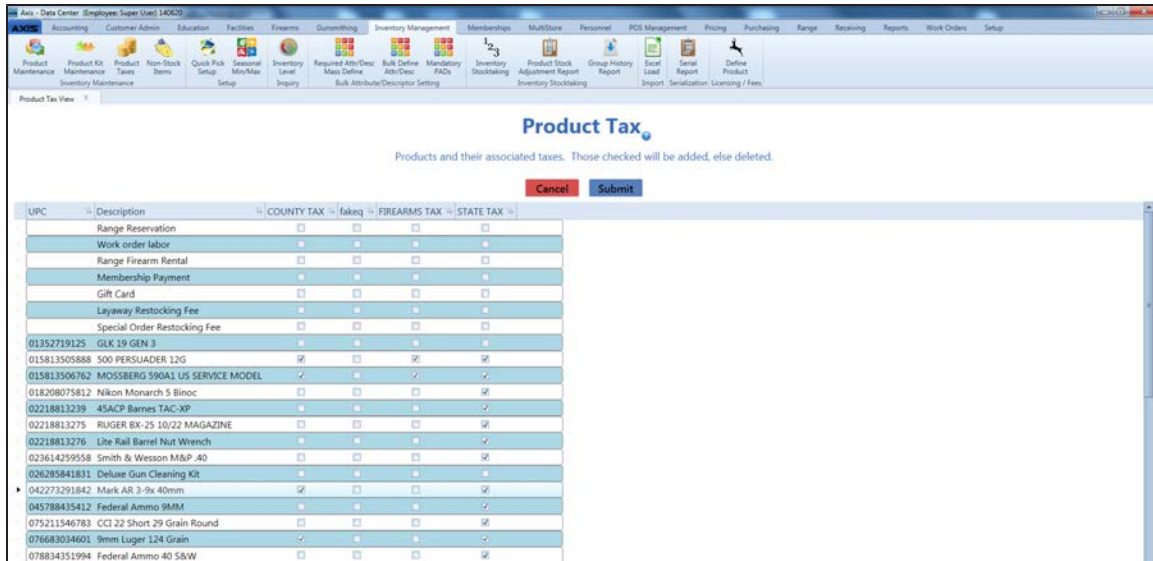 Axis - Data Center (Employee: Super User) 140620
AXIS Accounting Customer Admin Education Facilities Firearms Gunsmithing Inventory Management Memberships MultiStore Personnel POS Management Pricing Purchasing Range Receiving Reports Work Orders Setup
Product Product Kit Product Non-Stock Quick Pick Seasonal Inventory Required Attr/Desc Bulk Define Mandatory Inventory Product Stock Group History Excel Serial Define
Maintenance Maintenance Taxes Items Setup Min/Max Level Mass Define Attr/Desc PADs Stocktaking Adjustment Report Report Load Report Product
Inventory Maintenance Setup Inquiry Bulk Attribute/Descriptor Setting Inventory Stocktaking Import Serialization Licensing / Fees
Product Tax View
Product Tax
Products and their associated taxes. Those checked will be added, else deleted.
Cancel Submit
UPC Description COUNTY TAX fakeq FIREARMS TAX STATE TAX
Range Reservation
Work order labor
Range Firearm Rental
Membership Payment
Gift Card
Layaway Restocking Fee
Special Order Restocking Fee
01352719125 GLK 19 GEN 3
015813505888 500 PERSUADER 12G
015813506762 MOSSBERG 590A1 US SERVICE MODEL
018208075812 Nikon Monarch 5 Binoc
02218813239 45ACP Barnes TAC-XP
02218813275 RUGER BX-25 10/22 MAGAZINE
02218813276 Lite Rail Barrel Nut Wrench
023614259558 Smith & Wesson M&P .40
026285841831 Deluxe Gun Cleaning Kit
042273291842 Mark AR 3-9x 40mm
045788435412 Federal Ammo 9MM
075211546783 CCI 22 Short 29 Grain Round
076683034601 9mm Luger 124 Grain
078834351994 Federal Ammo 40 S&W